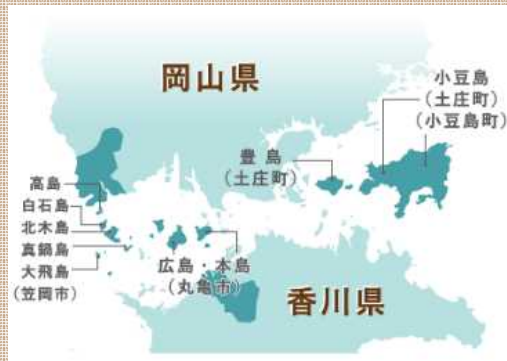 岡山県
小豆島
(土庄町)
(小豆島町)
豊島
(土庄町)
高島
白石島
北木島
真鍋島
大飛島
(笠岡市)
広島・本島
(丸亀市)
香川県